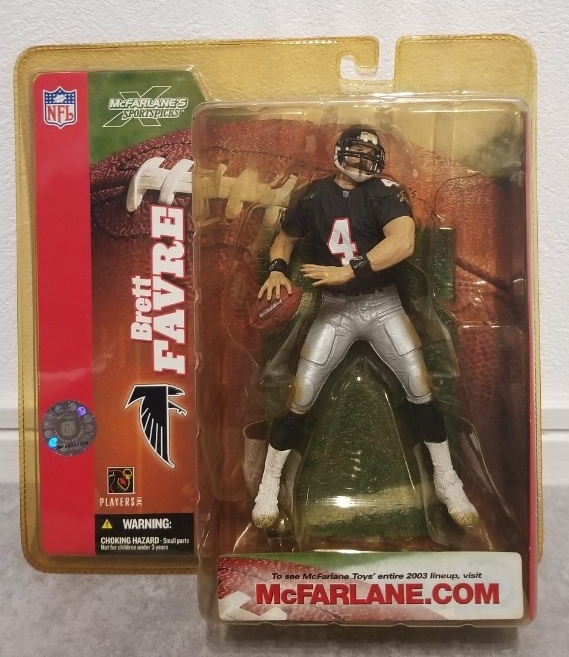 NFL
McFARLANE'S
SPORTSPICKS
Brett
FAVRE
4
4
PLAYERS INC
WARNING:
CHOKING HAZARD - Small parts
Not for children under 3 years
To see McFarlane Toys' entire 2003 lineup, visit
McFARLANE.COM